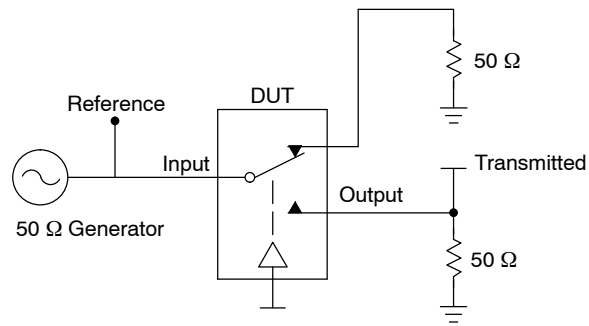 50 Ω
DUT
Reference
Input
Transmitted
Output
50 Ω Generator
50 Ω